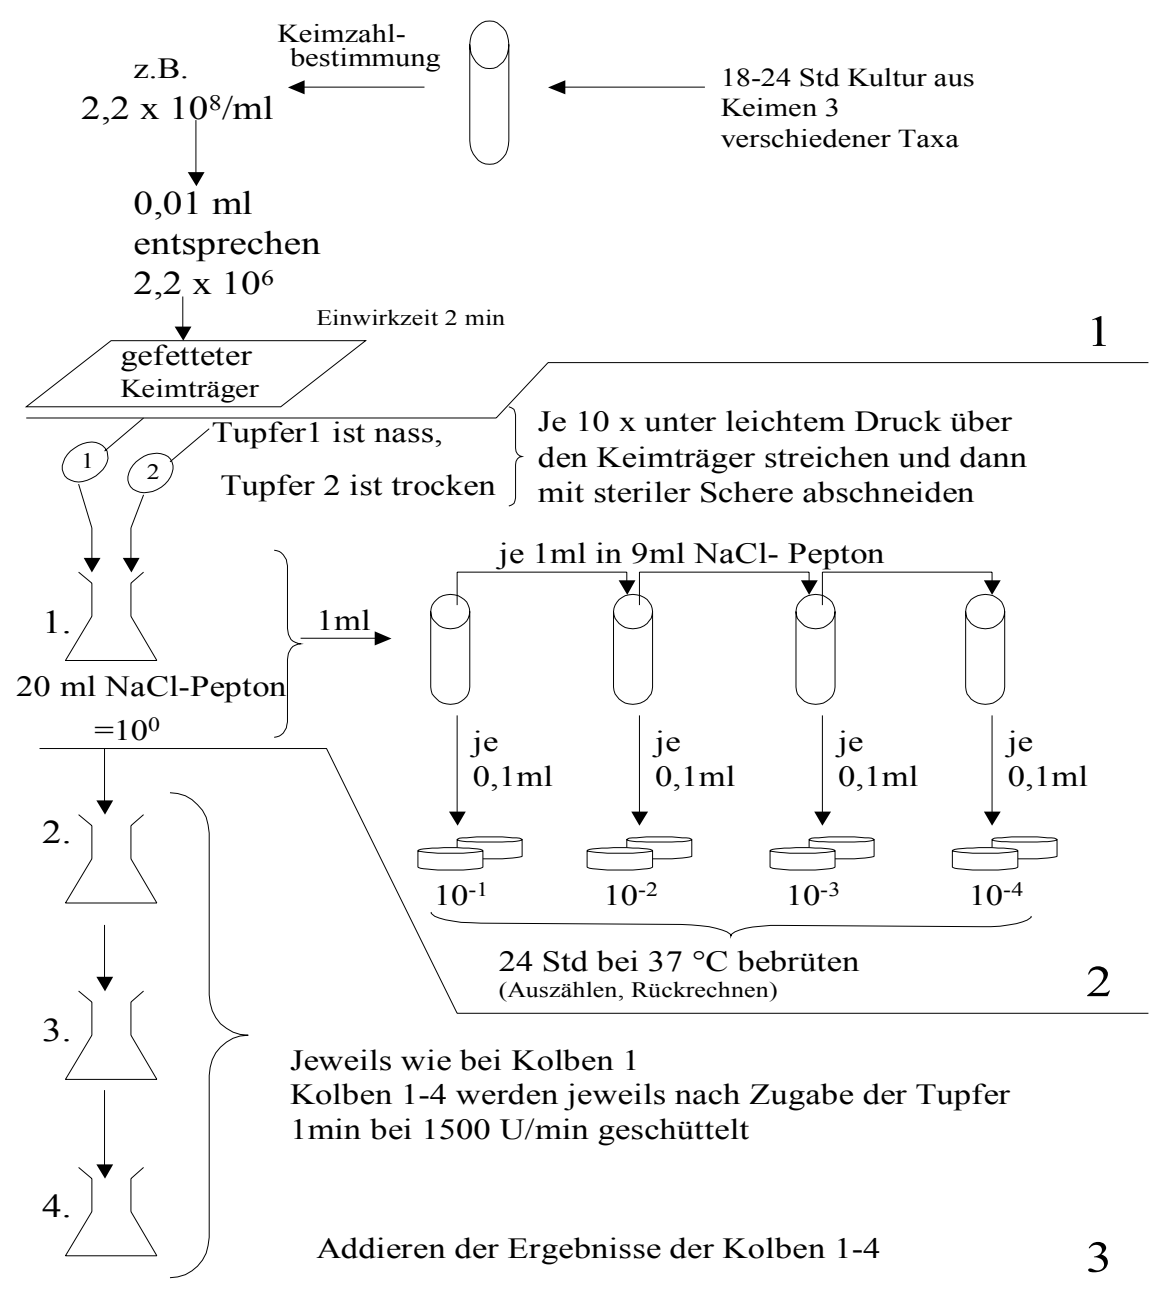 Keimzahl-
bestimmung
z.B.
2,2 x 10⁸/ml
18-24 Std Kultur aus
Keimen 3
verschiedener Taxa
0,01 ml
entsprechen
2,2 x 10⁶
Einwirkzeit 2 min
1
gefetteter
Keimträger
1
2
Tupfer1 ist nass,
Tupfer 2 ist trocken
Je 10 x unter leichtem Druck über
den Keimträger streichen und dann
mit steriler Schere abschneiden
je 1ml in 9ml NaCl- Pepton
1.
1ml
20 ml NaCl-Pepton
=10⁰
je
0,1ml
je
0,1ml
je
0,1ml
je
0,1ml
10⁻¹
10⁻²
10⁻³
10⁻⁴
24 Std bei 37 °C bebrüten
(Auszählen, Rückrechnen)
2
2.
3.
4.
Jeweils wie bei Kolben 1
Kolben 1-4 werden jeweils nach Zugabe der Tupfer
1min bei 1500 U/min geschüttelt
Addieren der Ergebnisse der Kolben 1-4
3